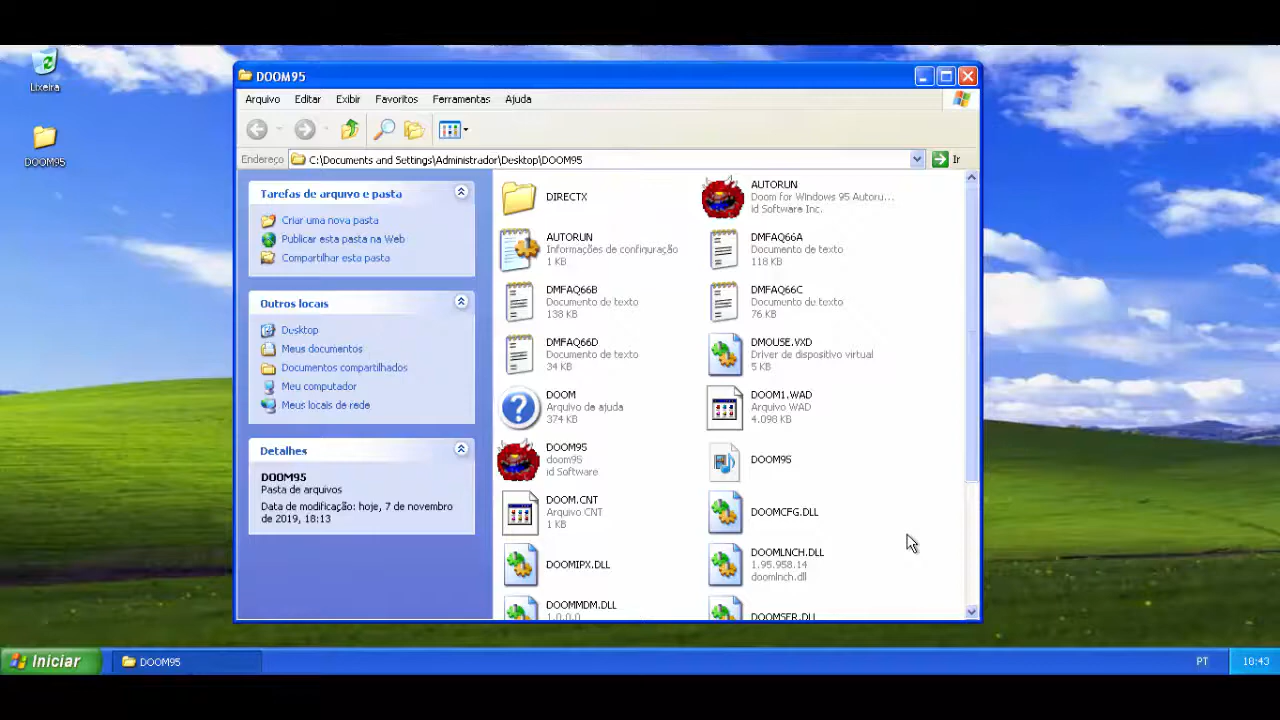 Lixeira
DOOM95
DOOM95
Arquivo Editar Exibir Favoritos Ferramentas Ajuda
Endereço C:\Documents and Settings\Administrador\Desktop\DOOM95 Ir
Tarefas de arquivo e pasta
Criar uma nova pasta
Publicar esta pasta na Web
Compartilhar esta pasta
Outros locais
Desktop
Meus documentos
Documentos compartilhados
Meu computador
Meus locais de rede
Detalhes
DOOM95
Pasta de arquivos
Data de modificação: hoje, 7 de novembro
de 2019, 18:13
DIRECTX
AUTORUN
Doom for Windows 95 Autoru...
id Software Inc.
AUTORUN
Informações de configuração
1 KB
DMFAQ66A
Documento de texto
118 KB
DMFAQ66B
Documento de texto
138 KB
DMFAQ66C
Documento de texto
76 KB
DMFAQ66D
Documento de texto
34 KB
DMOUSE.VXD
Driver de dispositivo virtual
5 KB
DOOM
Arquivo de ajuda
374 KB
DOOM1.WAD
Arquivo WAD
4.098 KB
DOOM95
doom95
id Software
DOOM95
DOOM.CNT
Arquivo CNT
1 KB
DOOMCFG.DLL
DOOMIPX.DLL
DOOMLNCH.DLL
1.95.958.14
doomlnch.dll
DOOMMDM.DLL
1.0.0.0
DOOMSER.DLL
Iniciar
DOOM95
PT
18:43